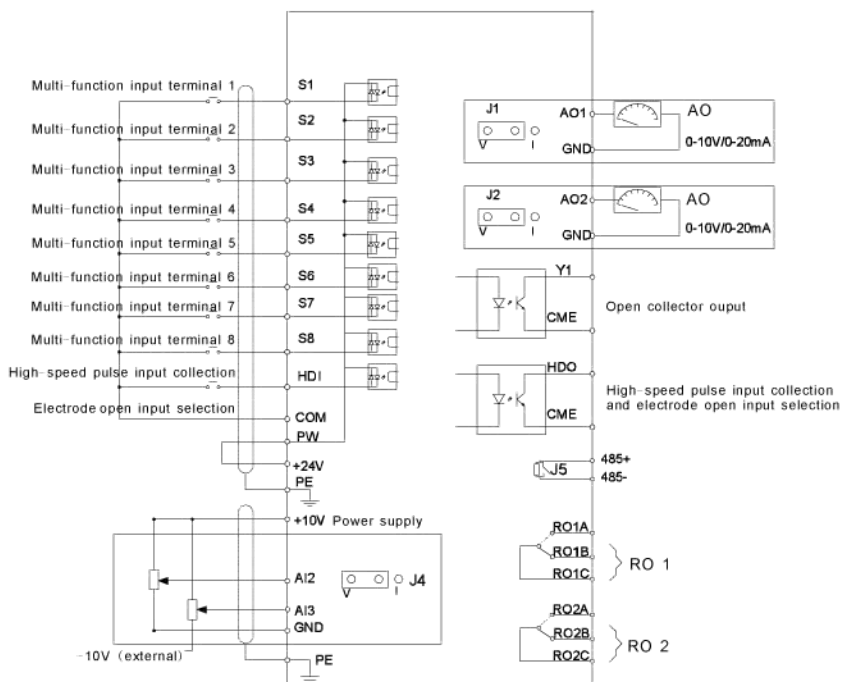 Multi-function input terminal 1
S1
Multi-function input terminal 2
S2
Multi-function input terminal 3
S3
Multi-function input terminal 4
S4
Multi-function input terminal 5
S5
Multi-function input terminal 6
S6
Multi-function input terminal 7
S7
Multi-function input terminal 8
S8
High-speed pulse input collection
HDI
Electrode open input selection
COM
PW
+24V
PE
+10V Power supply
AI2
V
I
J4
AI3
GND
-10V (external)
PE
J1
V
I
AO1
AO
GND
0-10V/0-20mA
J2
V
I
AO2
AO
GND
0-10V/0-20mA
Y1
Open collector ouput
CME
HDO
High-speed pulse input collection
and electrode open input selection
CME
485+
J5
485-
RO1A
RO1B
RO1C
RO 1
RO2A
RO2B
RO2C
RO 2